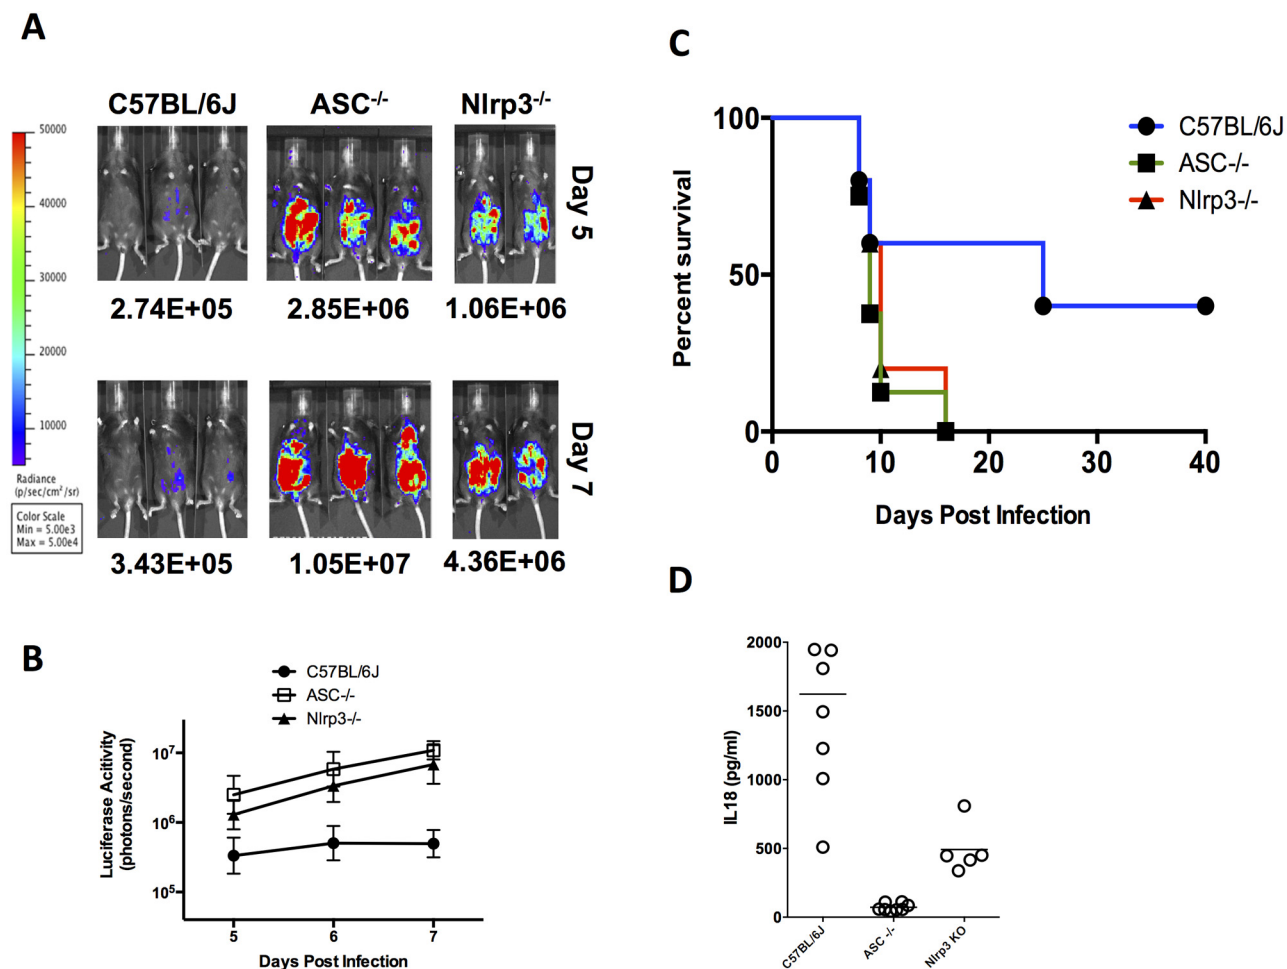 A
C57BL/6J
ASC-/-
Nlrp3-/-
50000
40000
30000
20000
10000
Radiance
(p/sec/cm²/sr)
Color Scale
Min = 5.00e3
Max = 5.00e4
Day 5
2.74E+05
2.85E+06
1.06E+06
Day 7
3.43E+05
1.05E+07
4.36E+06
B
C57BL/6J
ASC-/-
Nlrp3-/-
Luciferase Acitivity
(photons/second)
10⁷
10⁶
10⁵
5
6
7
Days Post Infection
C
C57BL/6J
ASC-/-
Nlrp3-/-
Percent survival
100
50
0
0
10
20
30
40
Days Post Infection
D
IL18 (pg/ml)
2000
1500
1000
500
0
C57BL/6J
ASC -/-
Nlrp3 KO